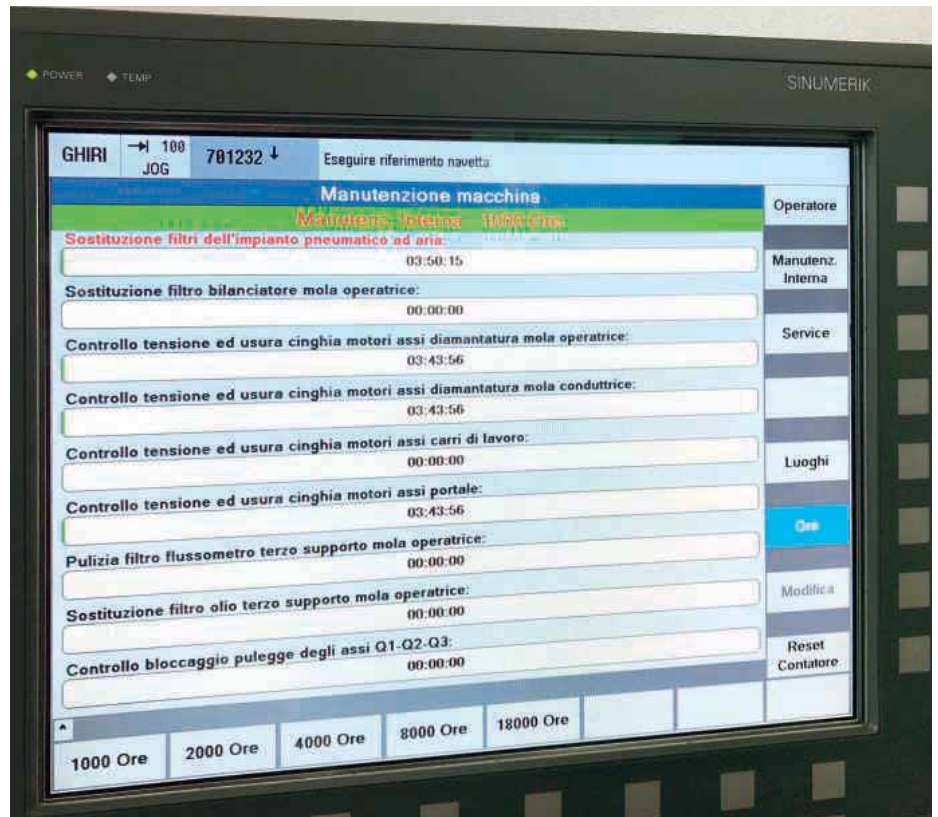 POWER TEMP
SINUMERIK
GHIRI 100 JOG 701232 Eseguire riferimento navetta
Manutenzione macchina
Manutenz. Interna 1000 Ore
Sostituzione filtri dell'impianto pneumatico ad aria:
03:50:15
Sostituzione filtro bilanciatore mola operatrice:
00:00:00
Controllo tensione ed usura cinghia motori assi diamantatura mola operatrice:
03:43:56
Controllo tensione ed usura cinghia motori assi diamantatura mola conduttrice:
03:43:56
Controllo tensione ed usura cinghia motori assi carri di lavoro:
00:00:00
Controllo tensione ed usura cinghia motori assi portale:
03:43:56
Pulizia filtro flussometro terzo supporto mola operatrice:
00:00:00
Sostituzione filtro olio terzo supporto mola operatrice:
00:00:00
Controllo bloccaggio pulegge degli assi Q1-Q2-Q3:
00:00:00
Operatore
Manutenz.
Interna
Service
Luoghi
Ore
Modifica
Reset
Contatore
1000 Ore 2000 Ore 4000 Ore 8000 Ore 18000 Ore